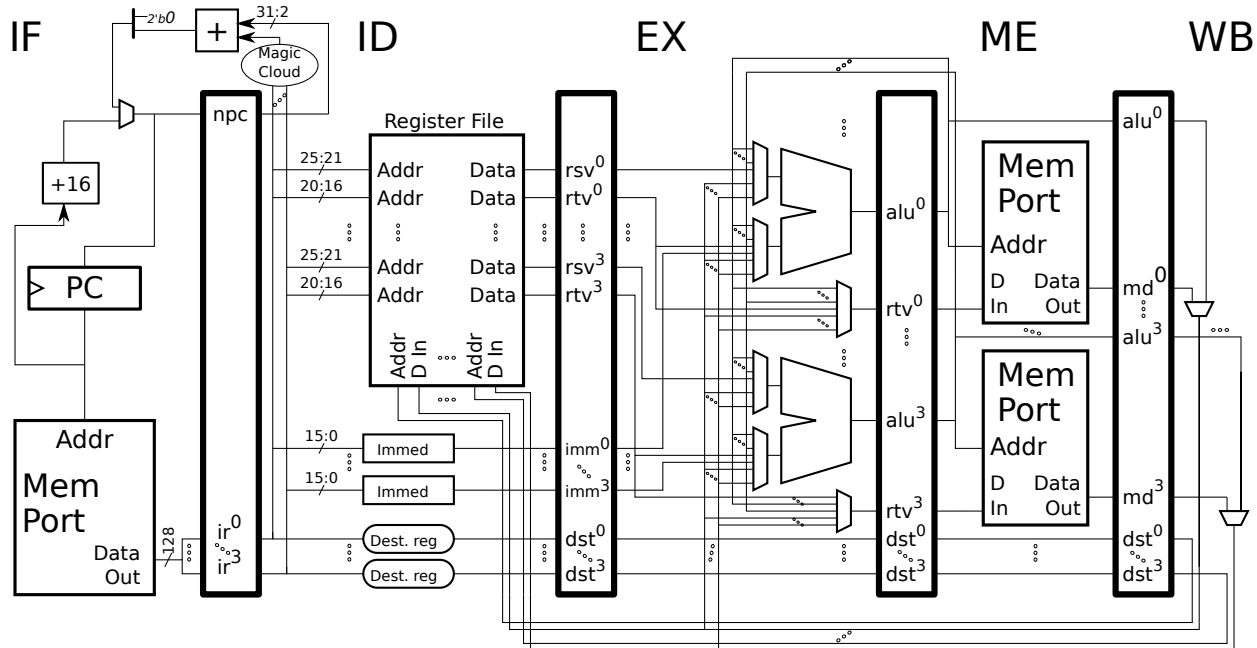 IF
ID
EX
ME
WB
2'b0
+
31:2
Magic
Cloud
npc
+16
PC
Addr
Mem
Port
Data
Out
128
ir0
ir3
Register File
25:21
Addr
Data
20:16
Addr
Data
25:21
Addr
Data
20:16
Addr
Data
Addr
D In
Addr
D In
15:0
Immed
15:0
Immed
Dest. reg
Dest. reg
rsv0
rtv0
rsv3
rtv3
imm0
imm3
dst0
dst3
alu0
rtv0
alu3
rtv3
dst0
dst3
Mem
Port
Addr
D
In
Data
Out
Mem
Port
Addr
D
In
Data
Out
alu0
md0
alu3
md3
dst0
dst3